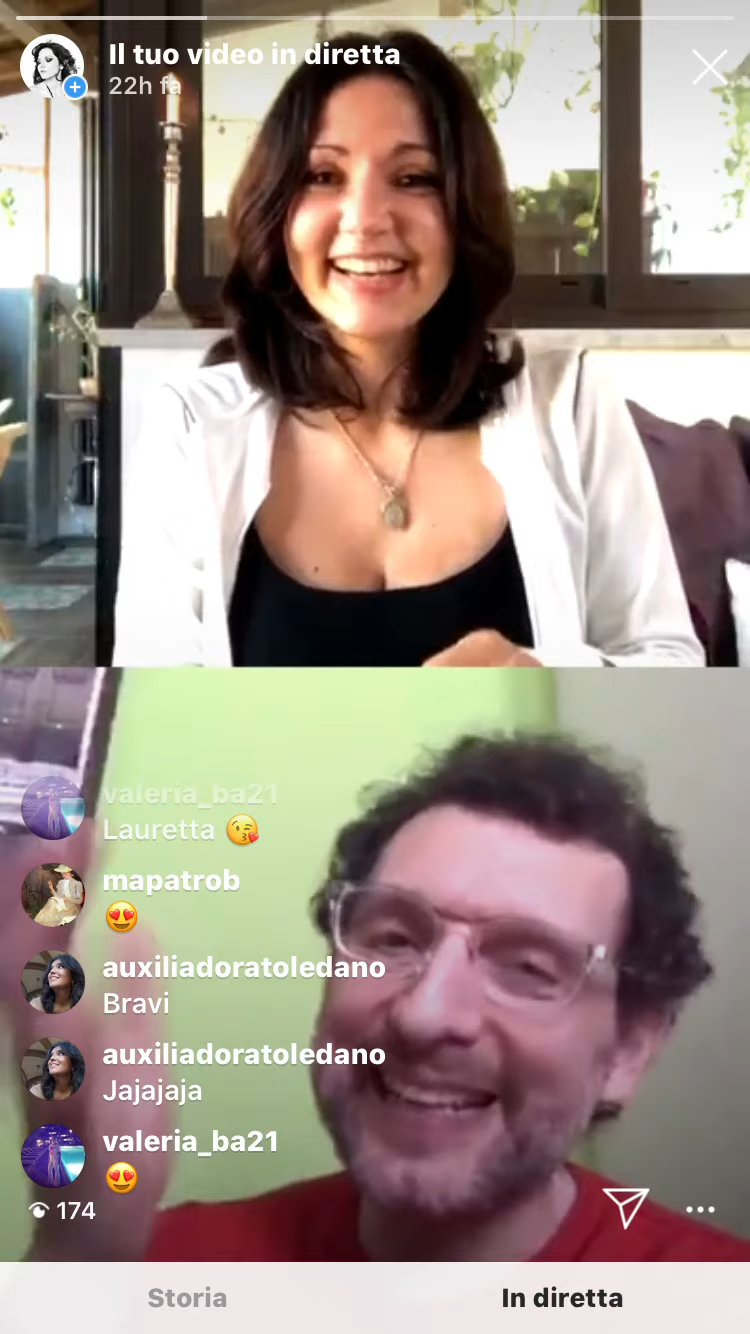 Il tuo video in diretta
22h fa
valeria_ba21
Lauretta 😘
mapatrob
😍
auxiliadoratoledano
Bravi
auxiliadoratoledano
Jajajaja
valeria_ba21
😍
174
Storia
In diretta